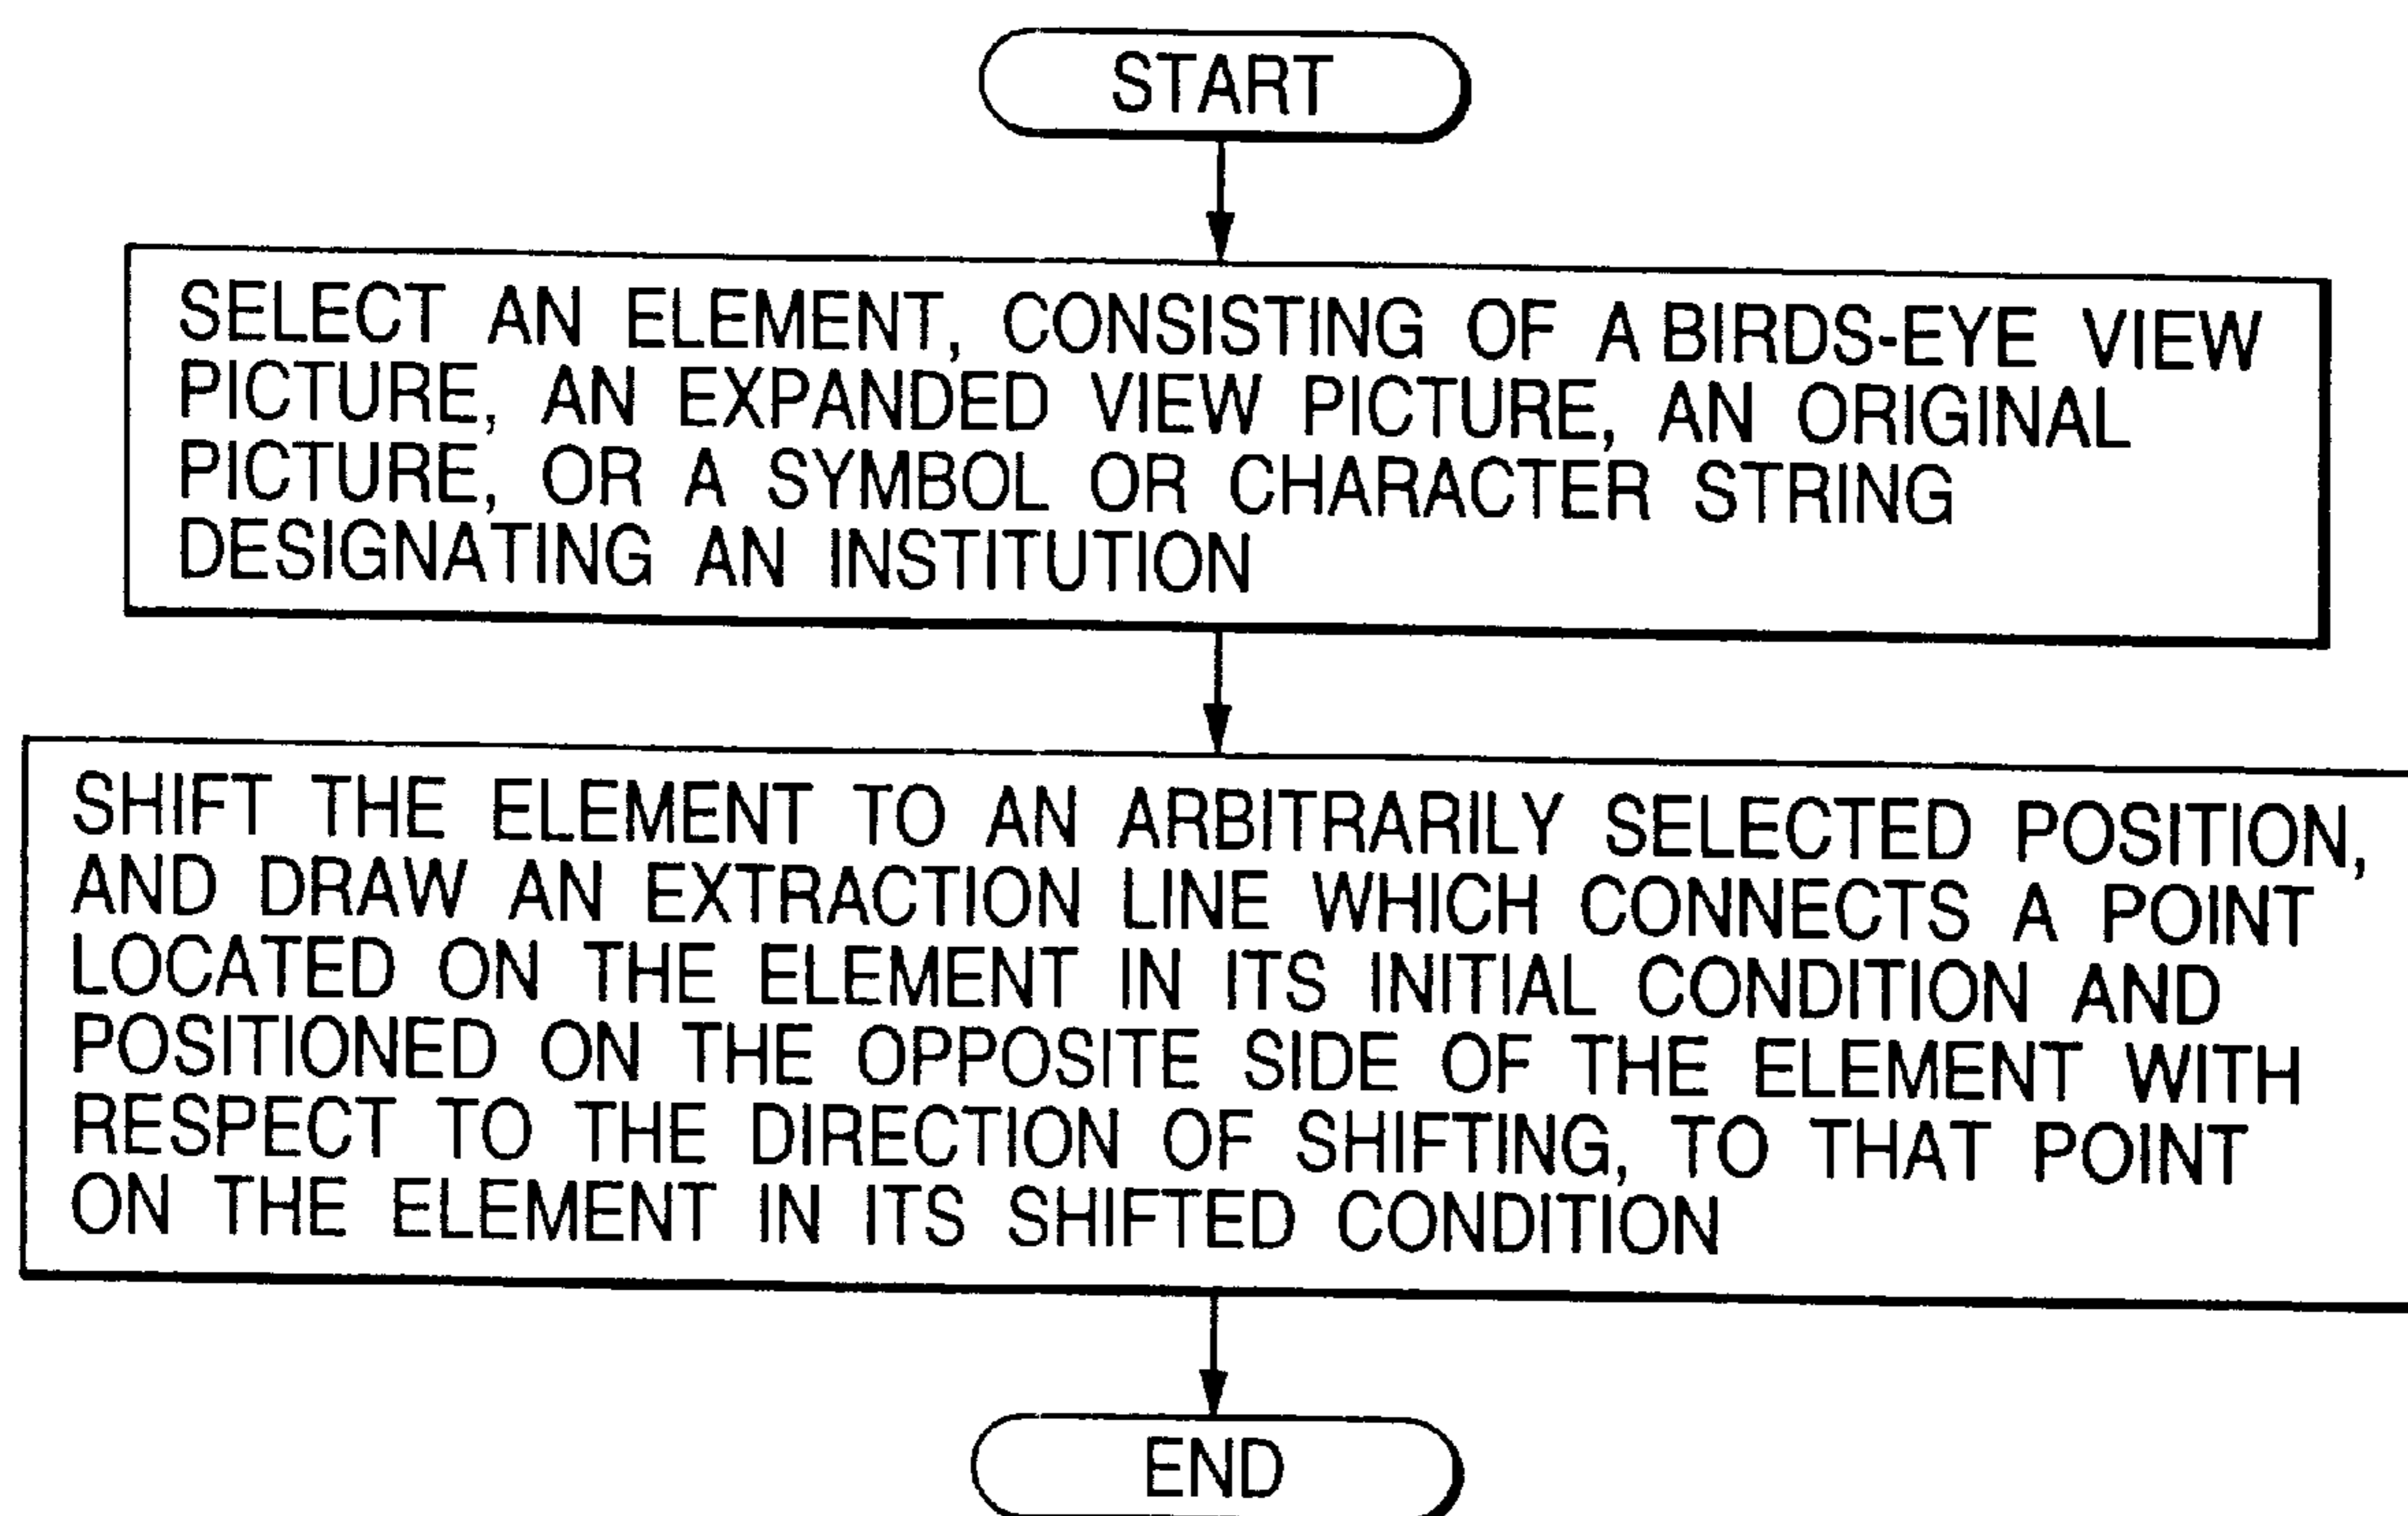 START
SELECT AN ELEMENT, CONSISTING OF A BIRDS-EYE VIEW
PICTURE, AN EXPANDED VIEW PICTURE, AN ORIGINAL
PICTURE, OR A SYMBOL OR CHARACTER STRING
DESIGNATING AN INSTITUTION
SHIFT THE ELEMENT TO AN ARBITRARILY SELECTED POSITION,
AND DRAW AN EXTRACTION LINE WHICH CONNECTS A POINT
LOCATED ON THE ELEMENT IN ITS INITIAL CONDITION AND
POSITIONED ON THE OPPOSITE SIDE OF THE ELEMENT WITH
RESPECT TO THE DIRECTION OF SHIFTING, TO THAT POINT
ON THE ELEMENT IN ITS SHIFTED CONDITION
END